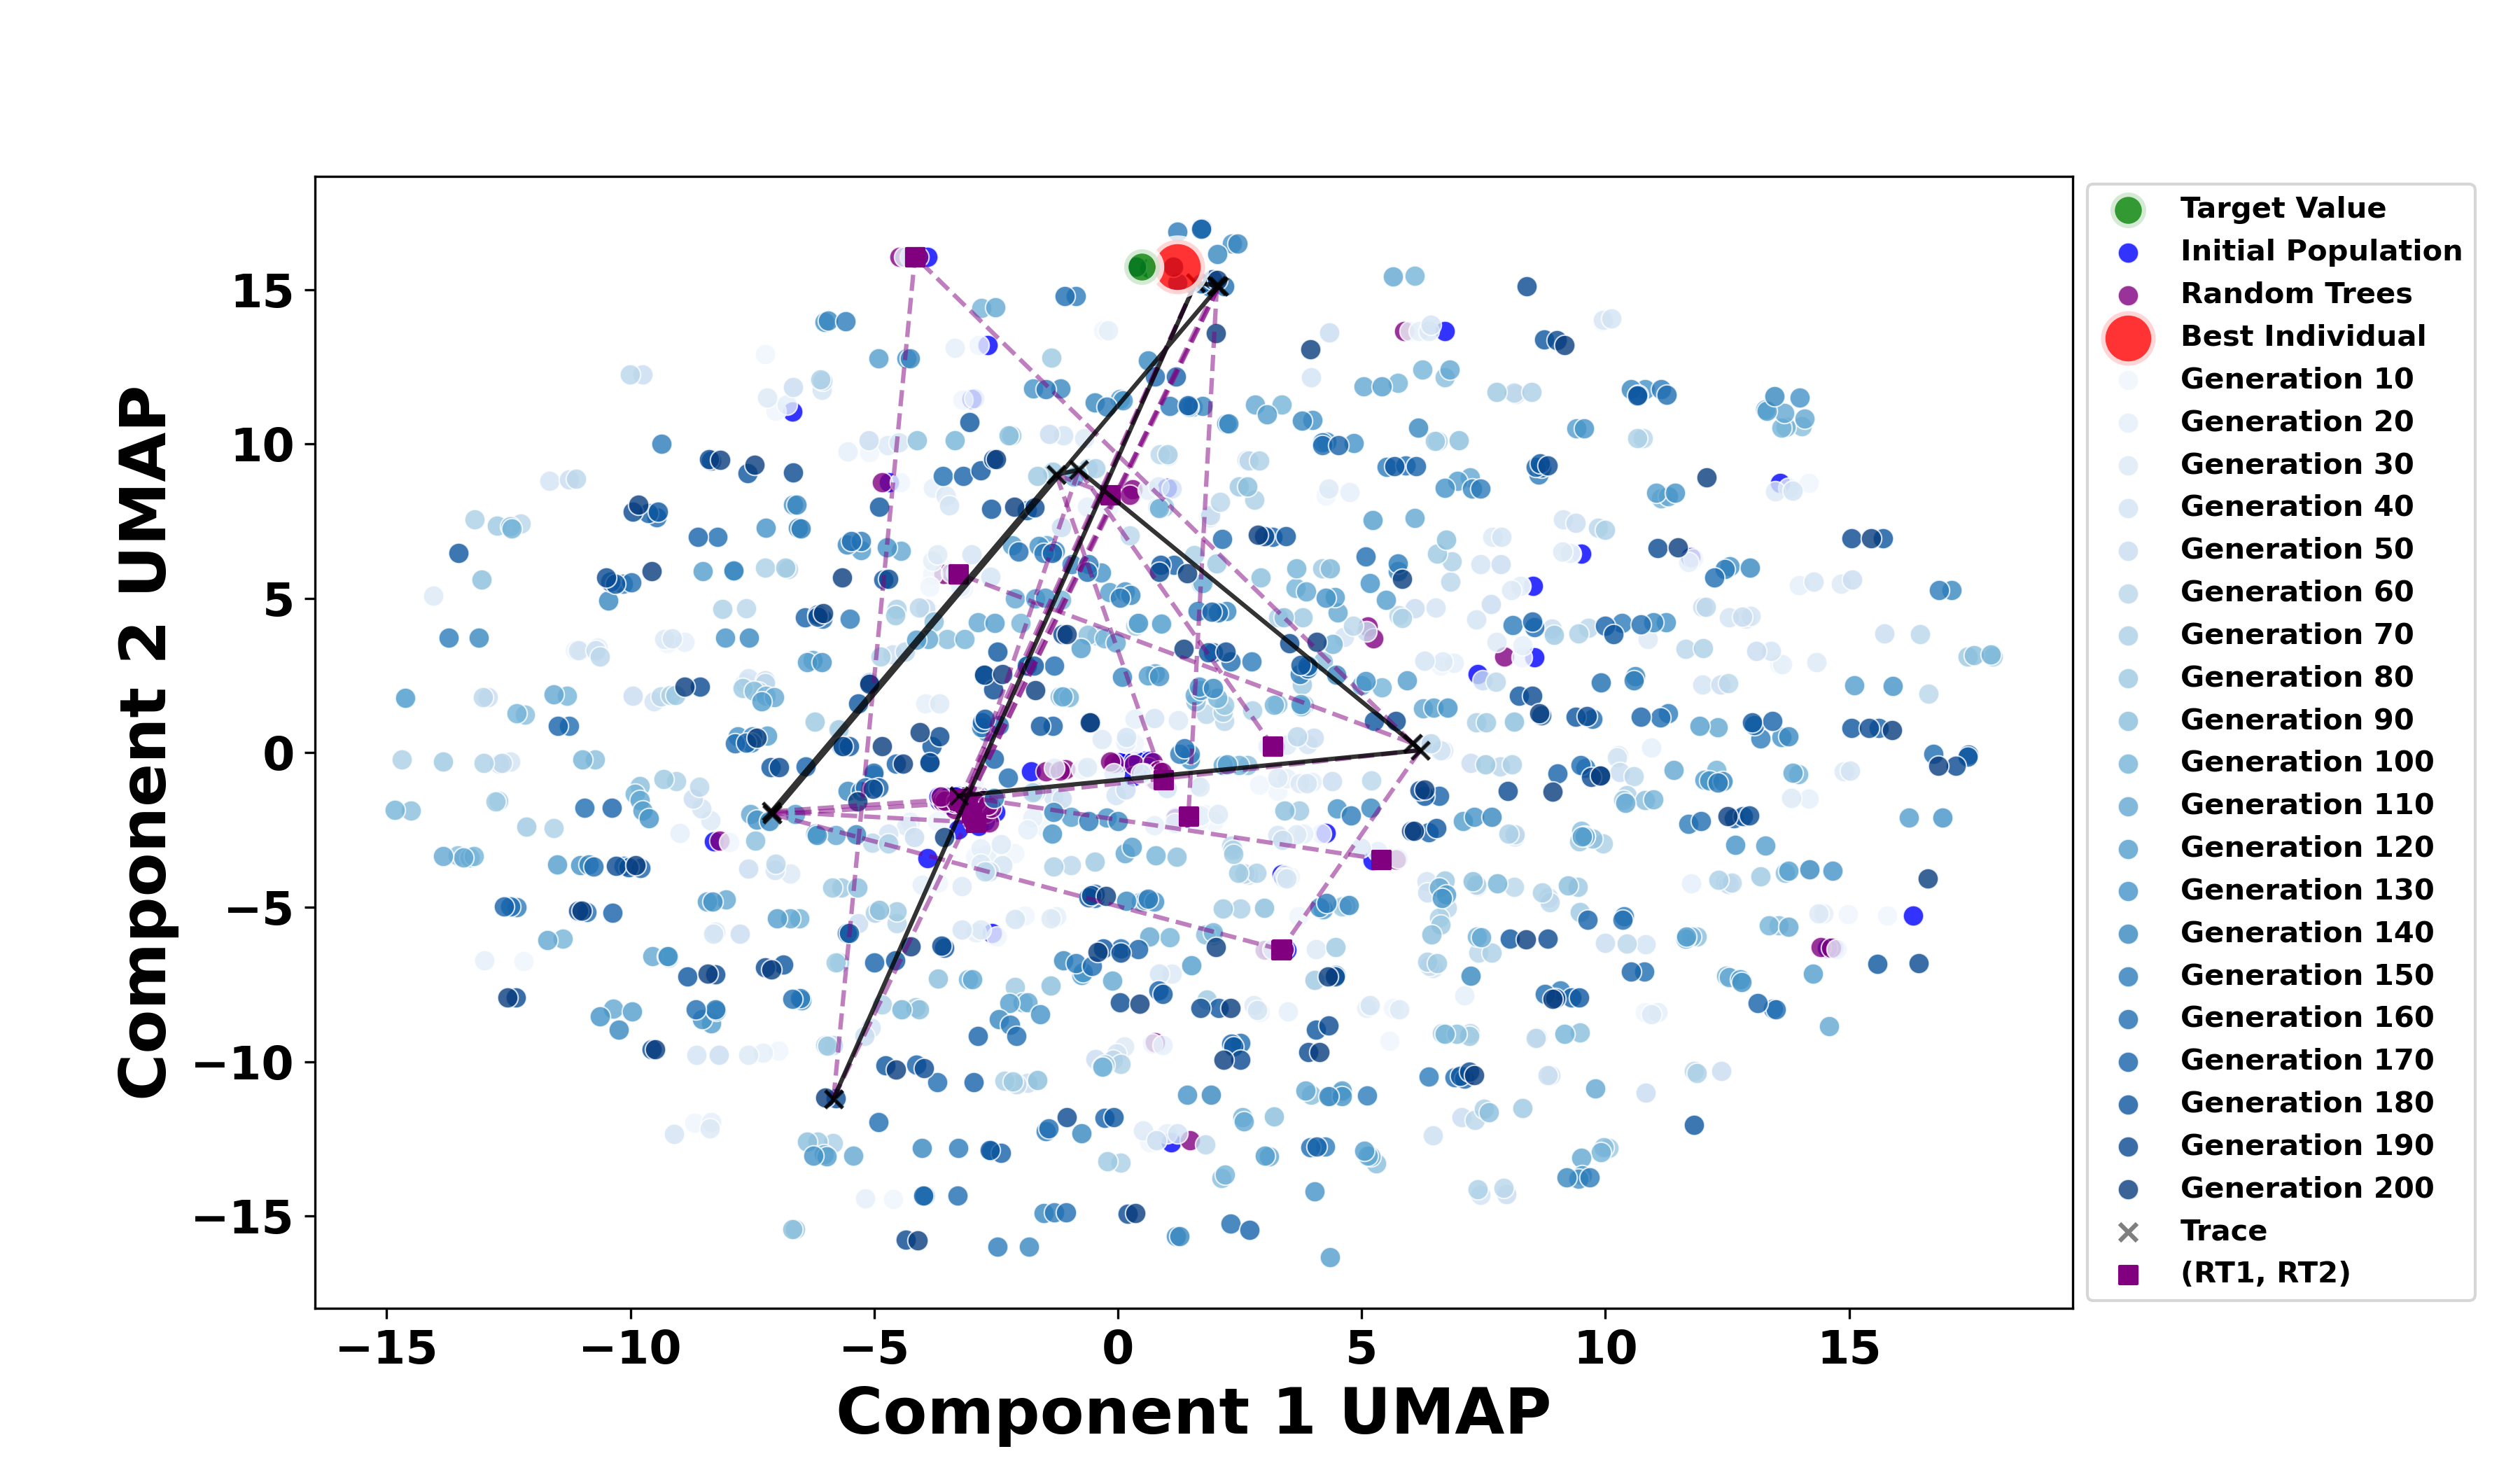 Component 2 UMAP
15
10
5
0
−5
−10
−15
−15 −10 −5 0 5 10 15
Component 1 UMAP
Target Value
Initial Population
Random Trees
Best Individual
Generation 10
Generation 20
Generation 30
Generation 40
Generation 50
Generation 60
Generation 70
Generation 80
Generation 90
Generation 100
Generation 110
Generation 120
Generation 130
Generation 140
Generation 150
Generation 160
Generation 170
Generation 180
Generation 190
Generation 200
Trace
(RT1, RT2)